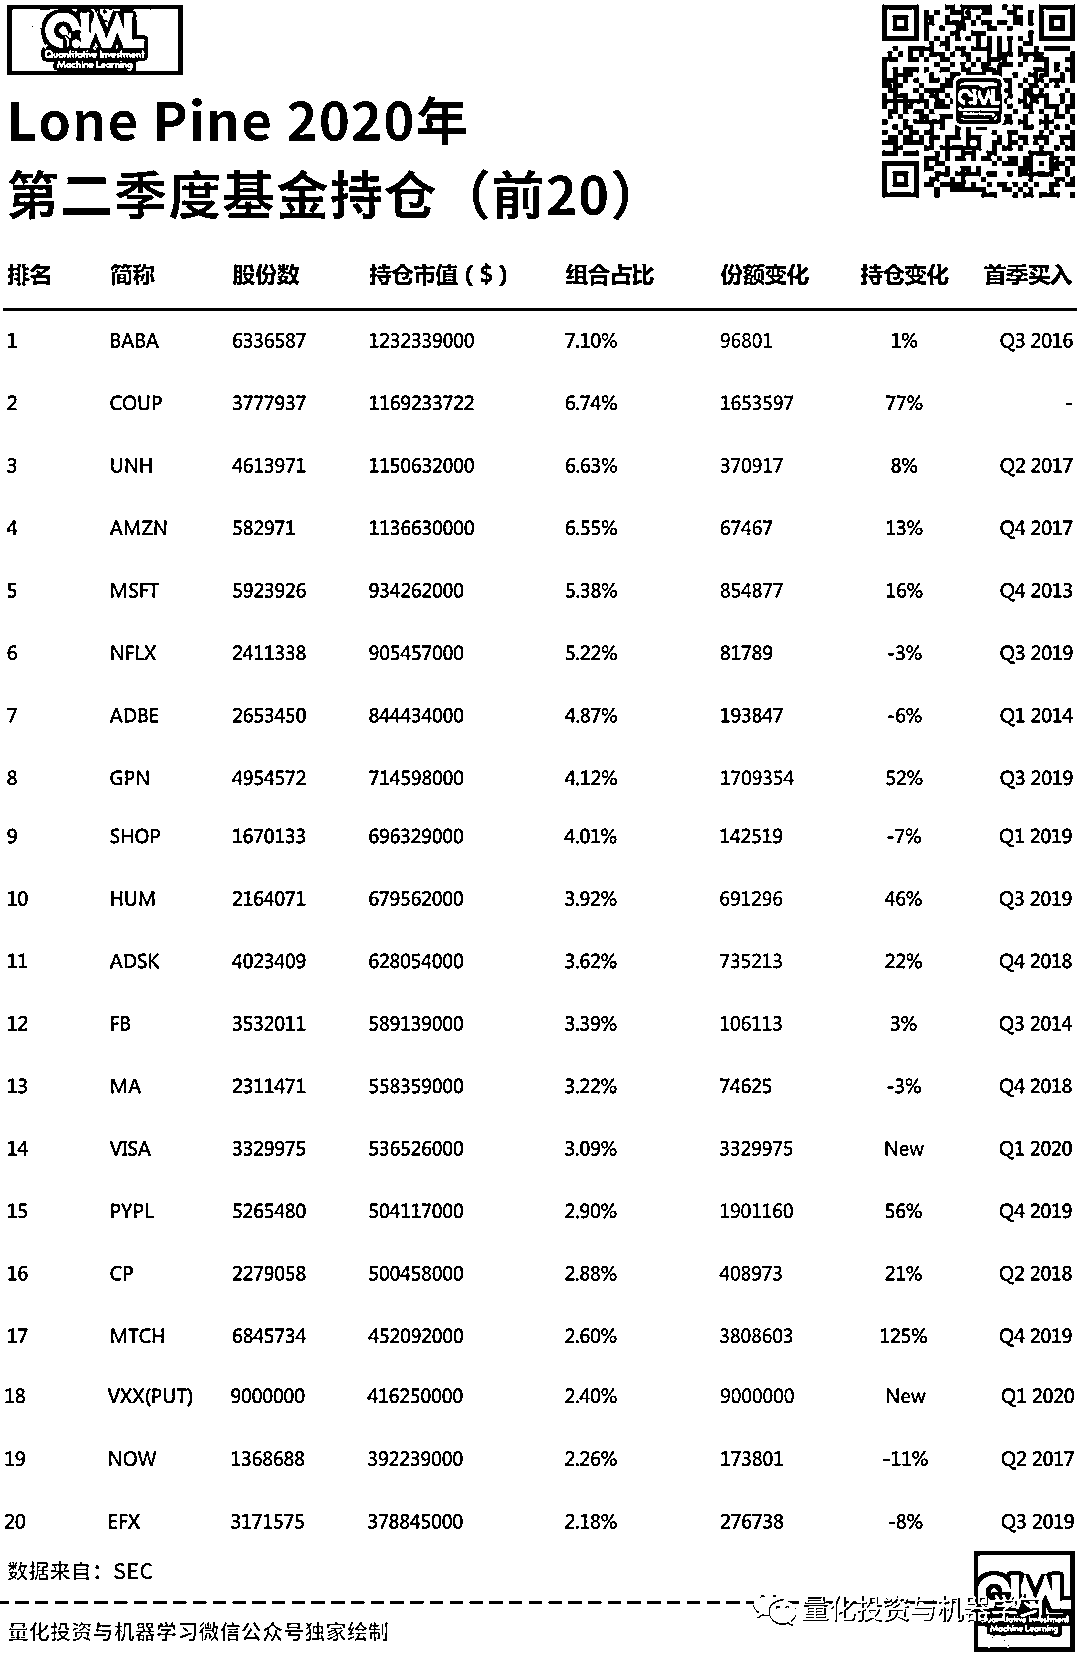 QIML
Quantitative Investment
Machine Learning
QIML
Lone Pine 2020年
第二季度基金持仓（前20）
排名 简称 股份数 持仓市值（$） 组合占比 份额变化 持仓变化 首季买入
1 BABA 6336587 1232339000 7.10% 96801 1% Q3 2016
2 COUP 3777937 1169233722 6.74% 1653597 77% -
3 UNH 4613971 1150632000 6.63% 370917 8% Q2 2017
4 AMZN 582971 1136630000 6.55% 67467 13% Q4 2017
5 MSFT 5923926 934262000 5.38% 854877 16% Q4 2013
6 NFLX 2411338 905457000 5.22% 81789 -3% Q3 2019
7 ADBE 2653450 844434000 4.87% 193847 -6% Q1 2014
8 GPN 4954572 714598000 4.12% 1709354 52% Q3 2019
9 SHOP 1670133 696329000 4.01% 142519 -7% Q1 2019
10 HUM 2164071 679562000 3.92% 691296 46% Q3 2019
11 ADSK 4023409 628054000 3.62% 735213 22% Q4 2018
12 FB 3532011 589139000 3.39% 106113 3% Q3 2014
13 MA 2311471 558359000 3.22% 74625 -3% Q4 2018
14 VISA 3329975 536526000 3.09% 3329975 New Q1 2020
15 PYPL 5265480 504117000 2.90% 1901160 56% Q4 2019
16 CP 2279058 500458000 2.88% 408973 21% Q2 2018
17 MTCH 6845734 452092000 2.60% 3808603 125% Q4 2019
18 VXX(PUT) 9000000 416250000 2.40% 9000000 New Q1 2020
19 NOW 1368688 392239000 2.26% 173801 -11% Q2 2017
20 EFX 3171575 378845000 2.18% 276738 -8% Q3 2019
数据来自：SEC
量化投资与机器学习
QIML
Machine Learning
量化投资与机器学习微信公众号独家绘制